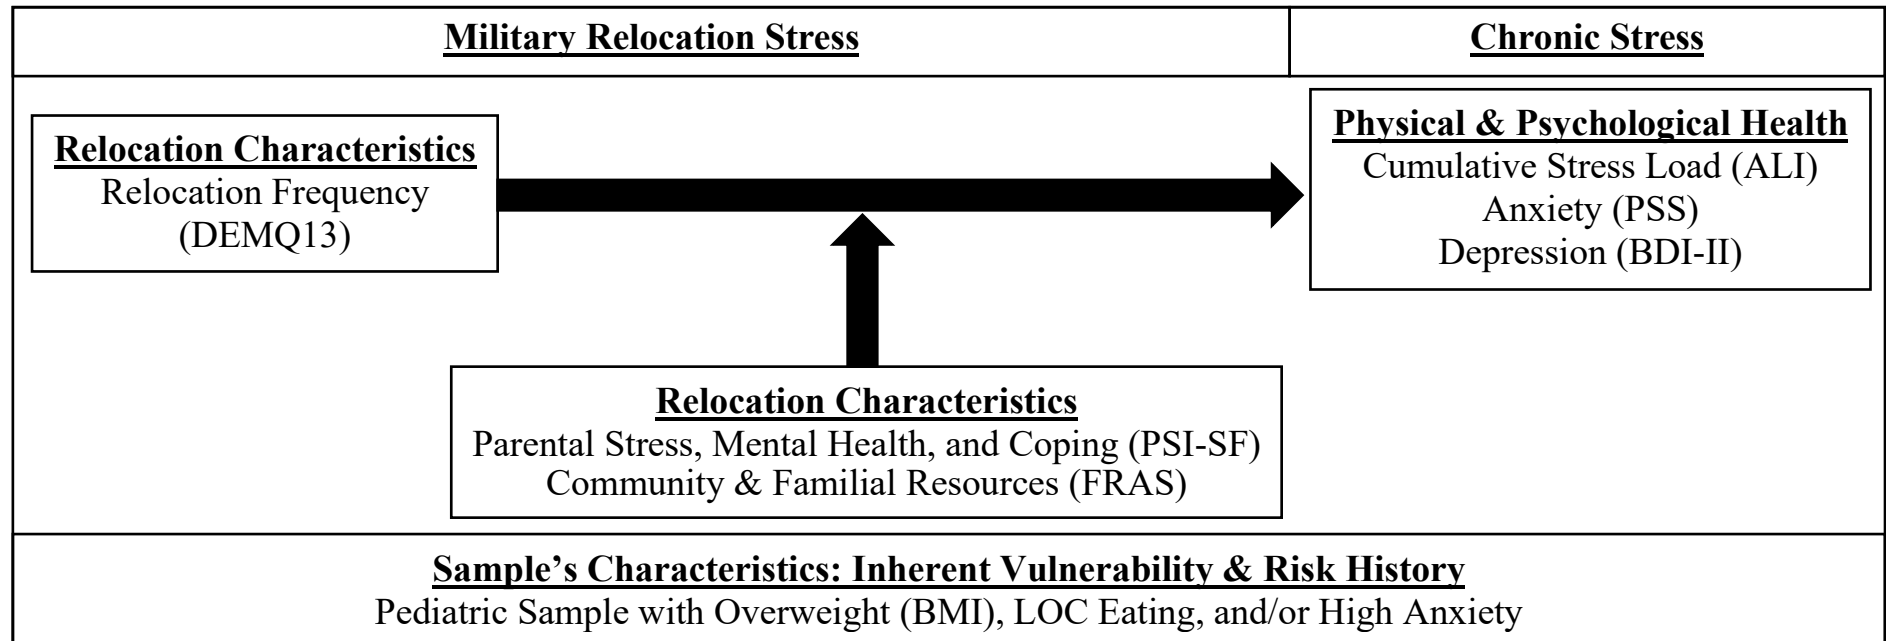 Military Relocation Stress
Chronic Stress
Relocation Characteristics
Relocation Frequency
(DEMQ13)
Physical & Psychological Health
Cumulative Stress Load (ALI)
Anxiety (PSS)
Depression (BDI-II)
Relocation Characteristics
Parental Stress, Mental Health, and Coping (PSI-SF)
Community & Familial Resources (FRAS)
Sample’s Characteristics: Inherent Vulnerability & Risk History
Pediatric Sample with Overweight (BMI), LOC Eating, and/or High Anxiety